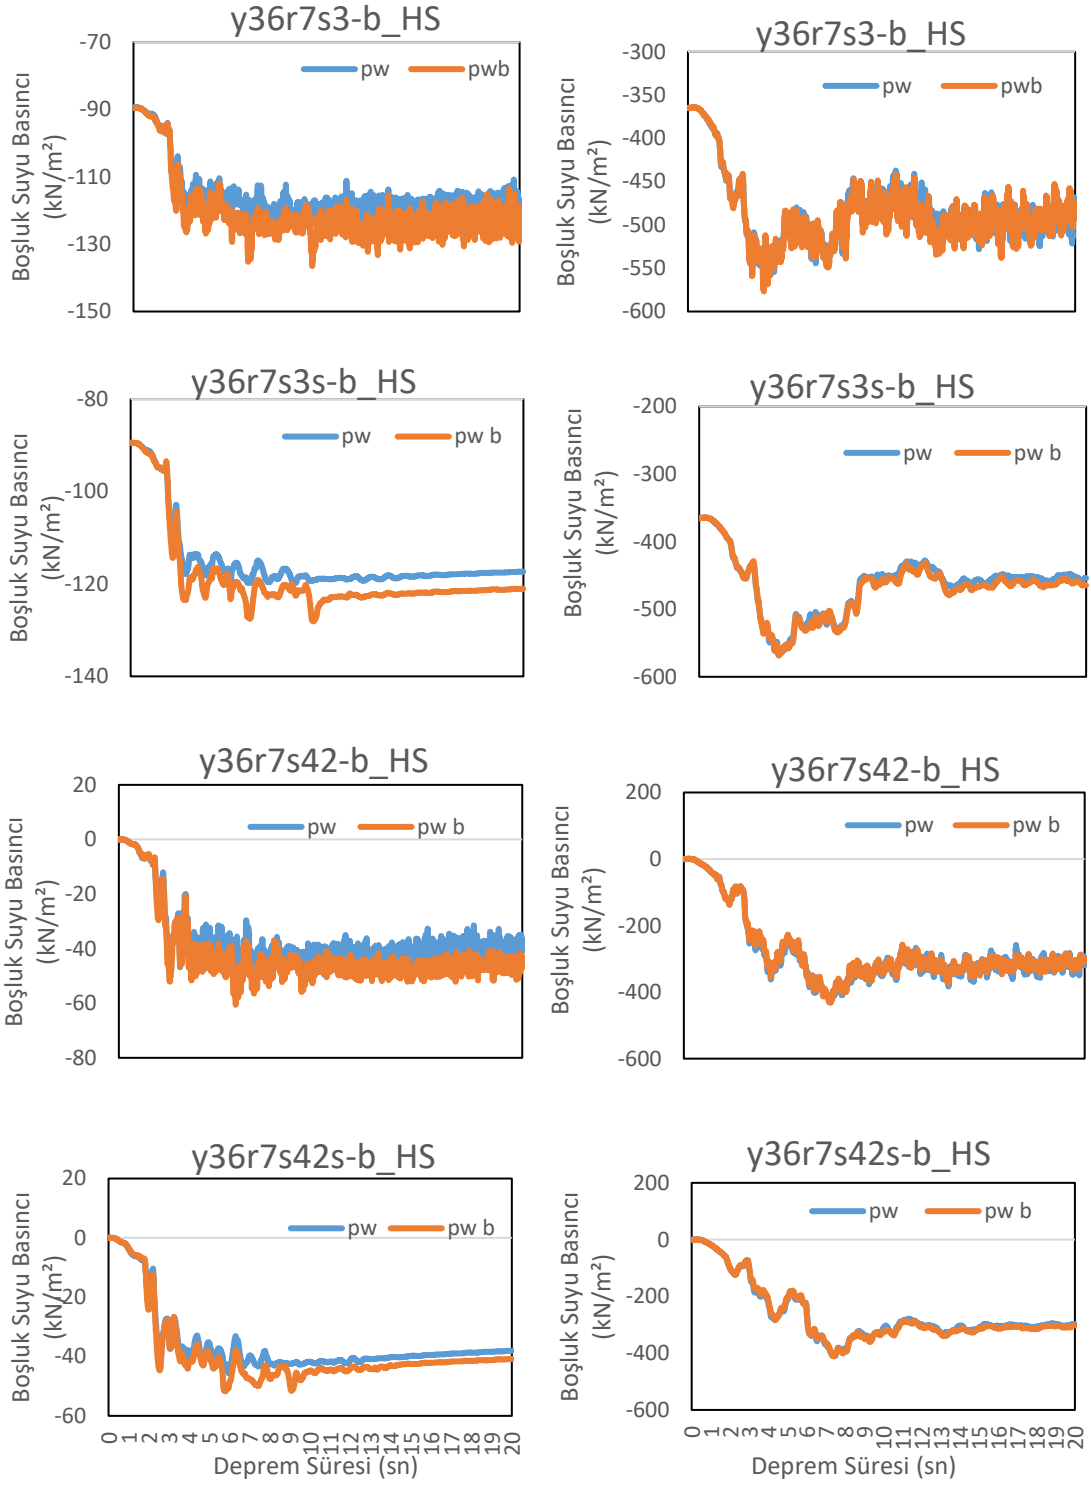 y36r7s3-b_HS
-70
-90
-110
-130
-150
Boşluk Suyu Basıncı
(kN/m²)
pw
pwb
y36r7s3-b_HS
-300
-350
-400
-450
-500
-550
-600
Boşluk Suyu Basıncı
(kN/m²)
pw
pwb
y36r7s3s-b_HS
-80
-100
-120
-140
Boşluk Suyu Basıncı
(kN/m²)
pw
pw b
y36r7s3s-b_HS
-200
-300
-400
-500
-600
Boşluk Suyu Basıncı
(kN/m²)
pw
pw b
y36r7s42-b_HS
20
0
-20
-40
-60
-80
Boşluk Suyu Basıncı
(kN/m²)
pw
pw b
y36r7s42-b_HS
200
0
-200
-400
-600
Boşluk Suyu Basıncı
(kN/m²)
pw
pw b
y36r7s42s-b_HS
20
0
-20
-40
-60
Boşluk Suyu Basıncı
(kN/m²)
pw
pw b
0 1 2 3 4 5 6 7 8 9 10 11 12 13 14 15 16 17 18 19 20
Deprem Süresi (sn)
y36r7s42s-b_HS
200
0
-200
-400
-600
Boşluk Suyu Basıncı
(kN/m²)
pw
pw b
0 1 2 3 4 5 6 7 8 9 10 11 12 13 14 15 16 17 18 19 20
Deprem Süresi (sn)